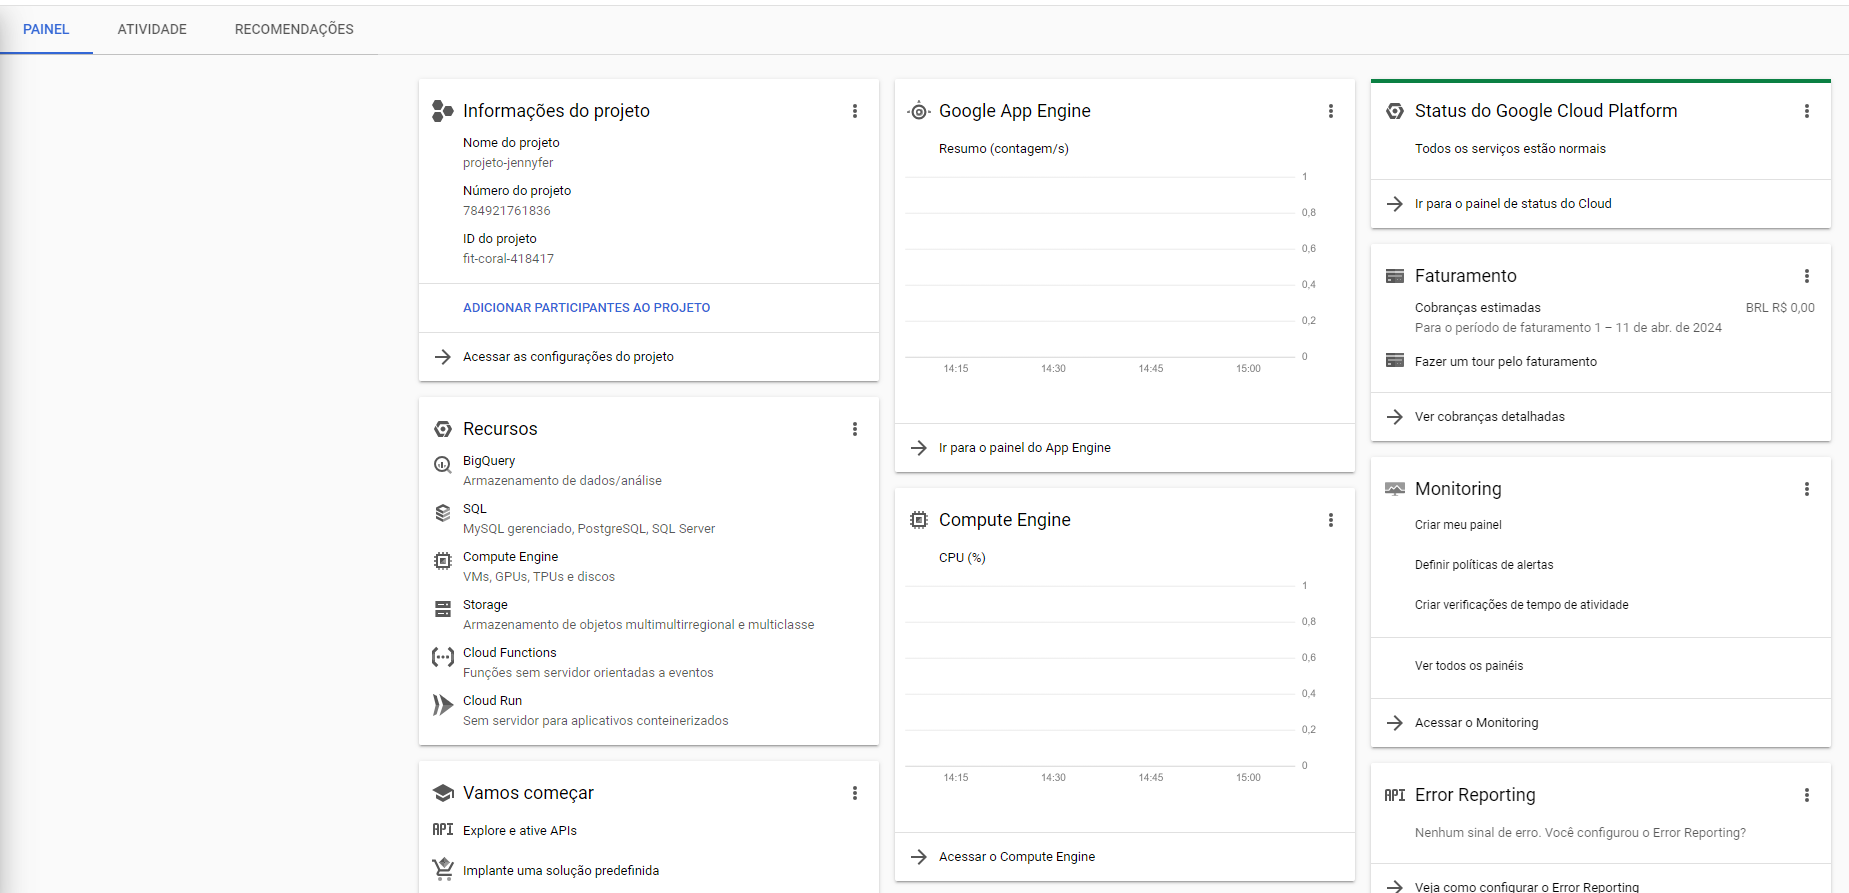 PAINEL
ATIVIDADE
RECOMENDAÇÕES
Informações do projeto
Nome do projeto
projeto-jennyfer
Número do projeto
784921761836
ID do projeto
fit-coral-418417
ADICIONAR PARTICIPANTES AO PROJETO
Acessar as configurações do projeto
Recursos
BigQuery
Armazenamento de dados/análise
SQL
MySQL gerenciado, PostgreSQL, SQL Server
Compute Engine
VMs, GPUs, TPUs e discos
Storage
Armazenamento de objetos multimultirregional e multiclasse
Cloud Functions
Funções sem servidor orientadas a eventos
Cloud Run
Sem servidor para aplicativos conteinerizados
Vamos começar
API Explore e ative APIs
Implante uma solução predefinida
Google App Engine
Resumo (contagem/s)
1
0,8
0,6
0,4
0,2
0
14:15 14:30 14:45 15:00
Ir para o painel do App Engine
Compute Engine
CPU (%)
1
0,8
0,6
0,4
0,2
0
14:15 14:30 14:45 15:00
Acessar o Compute Engine
Status do Google Cloud Platform
Todos os serviços estão normais
Ir para o painel de status do Cloud
Faturamento
Cobranças estimadas BRL R$ 0,00
Para o período de faturamento 1 – 11 de abr. de 2024
Fazer um tour pelo faturamento
Ver cobranças detalhadas
Monitoring
Criar meu painel
Definir políticas de alertas
Criar verificações de tempo de atividade
Ver todos os painéis
Acessar o Monitoring
API Error Reporting
Nenhum sinal de erro. Você configurou o Error Reporting?
Veja como configurar o Error Reporting